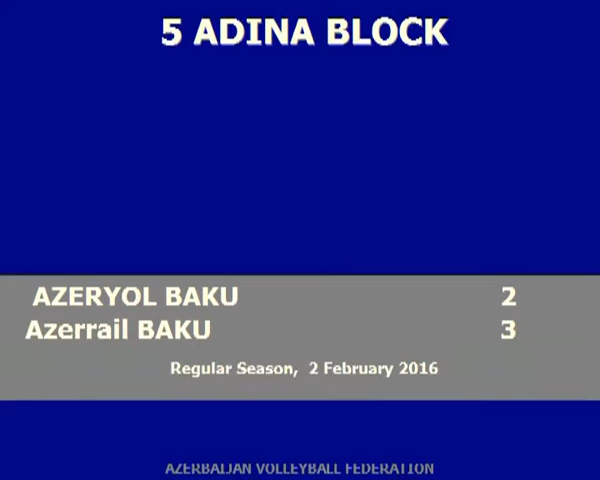 5 ADINA BLOCK
AZERYOL BAKU 2
Azerrail BAKU 3
Regular Season, 2 February 2016
AZERBAIJAN VOLLEYBALL FEDERATION